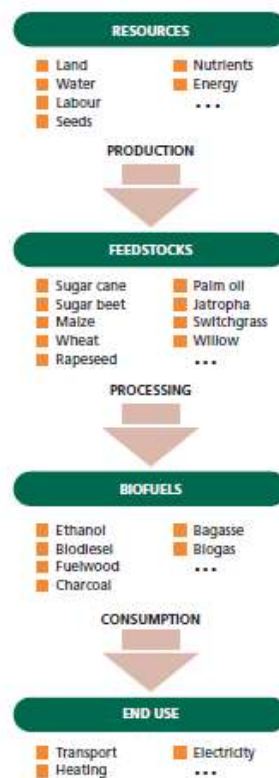 RESOURCES
Land
Water
Labour
Seeds
Nutrients
Energy
...
PRODUCTION
FEEDSTOCKS
Sugar cane
Sugar beet
Maize
Wheat
Rapeseed
Palm oil
Jatropha
Switchgrass
Willow
...
PROCESSING
BIOFUELS
Ethanol
Biodiesel
Fuelwood
Charcoal
Bagasse
Biogas
...
CONSUMPTION
END USE
Transport
Heating
Electricity
...